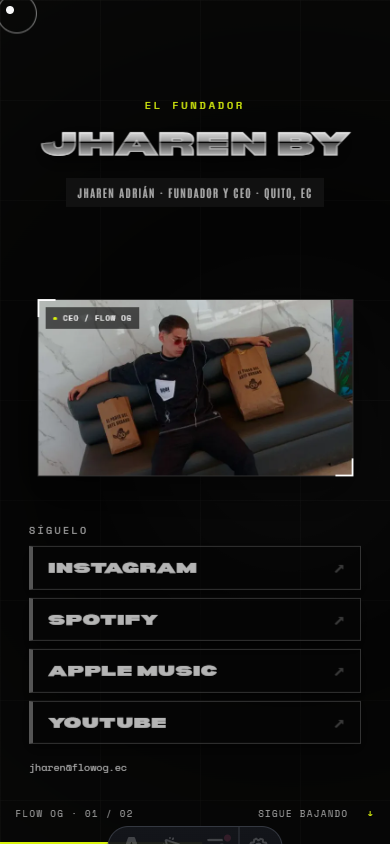 EL FUNDADOR
JHAREN BY
JHAREN ADRIÁN · FUNDADOR Y CEO · QUITO, EC
CEO / FLOW OG
SÍGUELO
INSTAGRAM ↗
SPOTIFY ↗
APPLE MUSIC ↗
YOUTUBE ↗
jharen@flowog.ec
FLOW OG · 01 / 02
SIGUE BAJANDO ↓